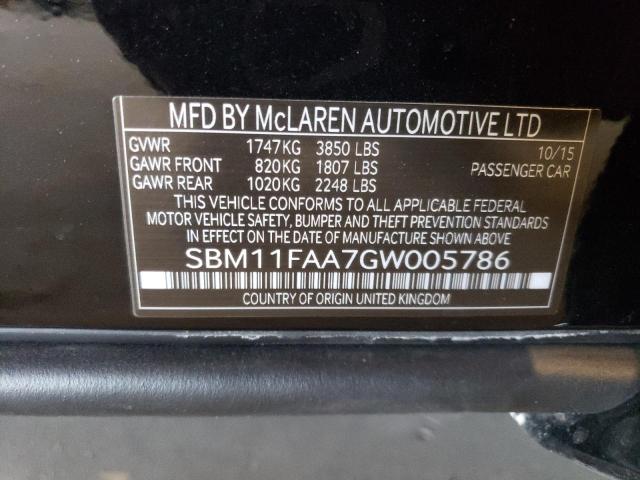 MFD BY McLAREN AUTOMOTIVE LTD
GVWR 1747KG 3850 LBS 10/15
GAWR FRONT 820KG 1807 LBS PASSENGER CAR
GAWR REAR 1020KG 2248 LBS
THIS VEHICLE CONFORMS TO ALL APPLICABLE FEDERAL
MOTOR VEHICLE SAFETY, BUMPER AND THEFT PREVENTION STANDARDS
IN EFFECT ON THE DATE OF MANUFACTURE SHOWN ABOVE
SBM11FAA7GW005786
COUNTRY OF ORIGIN UNITED KINGDOM